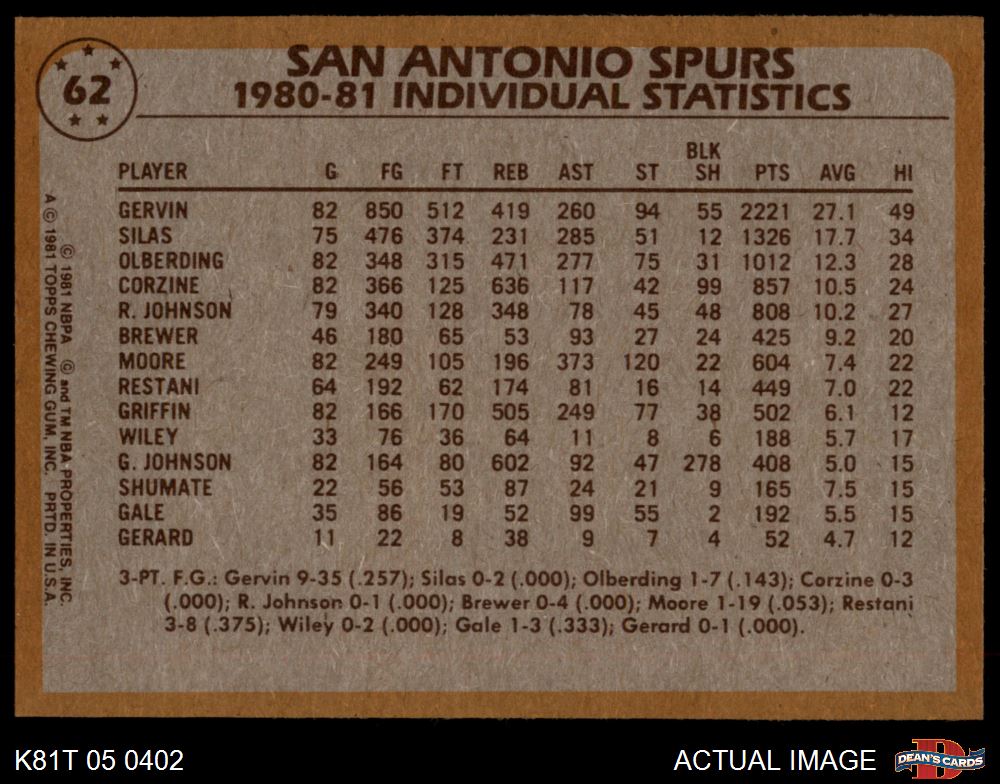 62
SAN ANTONIO SPURS
1980-81 INDIVIDUAL STATISTICS
PLAYER G FG FT REB AST ST BLK SH PTS AVG HI
GERVIN 82 850 512 419 260 94 55 2221 27.1 49
SILAS 75 476 374 231 285 51 12 1326 17.7 34
OLBERDING 82 348 315 471 277 75 31 1012 12.3 28
CORZINE 82 366 125 636 117 42 99 857 10.5 24
R. JOHNSON 79 340 128 348 78 45 48 808 10.2 27
BREWER 46 180 65 53 93 27 24 425 9.2 20
MOORE 82 249 105 196 373 120 22 604 7.4 22
RESTANI 64 192 62 174 81 16 14 449 7.0 22
GRIFFIN 82 166 170 505 249 77 38 502 6.1 12
WILEY 33 76 36 64 11 8 6 188 5.7 17
G. JOHNSON 82 164 80 602 92 47 278 408 5.0 15
SHUMATE 22 56 53 87 24 21 9 165 7.5 15
GALE 35 86 19 52 99 55 2 192 5.5 15
GERARD 11 22 8 38 9 7 4 52 4.7 12
3-PT. F.G.: Gervin 9-35 (.257); Silas 0-2 (.000); Olberding 1-7 (.143); Corzine 0-3
(.000); R. Johnson 0-1 (.000); Brewer 0-4 (.000); Moore 1-19 (.053); Restani
3-8 (.375); Wiley 0-2 (.000); Gale 1-3 (.333); Gerard 0-1 (.000).
© 1981 NBPA © and TM NBA PROPERTIES, INC.
A © 1981 TOPPS CHEWING GUM, INC. PRTD. IN U.S.A.
K81T 05 0402
ACTUAL IMAGE
DEAN'S CARDS